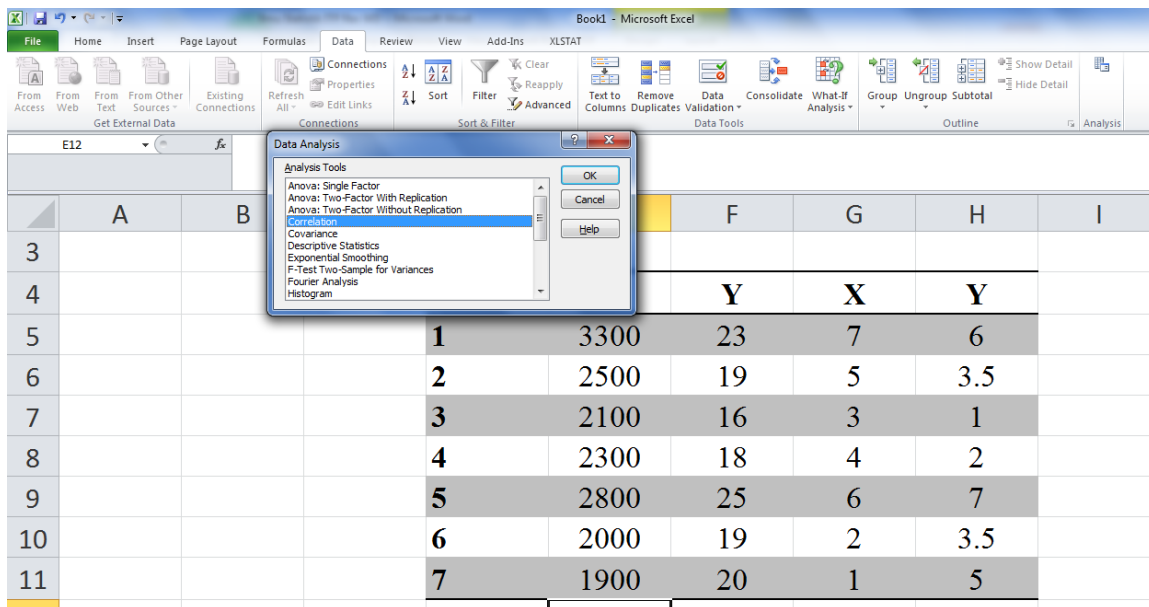 Book1 - Microsoft Excel
File Home Insert Page Layout Formulas Data Review View Add-Ins XLSTAT
From Access
From Web
From Text
From Other Sources
Existing Connections
Get External Data
Refresh All
Connections
Properties
Edit Links
Connections
Sort
Filter
Clear
Reapply
Advanced
Sort & Filter
Text to Columns
Remove Duplicates
Data Validation
Consolidate
What-If Analysis
Data Tools
Group
Ungroup
Subtotal
Show Detail
Hide Detail
Outline
Analysis
E12 fx
Data Analysis
Analysis Tools
Anova: Single Factor
Anova: Two-Factor With Replication
Anova: Two-Factor Without Replication
Correlation
Covariance
Descriptive Statistics
Exponential Smoothing
F-Test Two-Sample for Variances
Fourier Analysis
Histogram
OK
Cancel
Help
A B F G H I
3
4 Y X Y
5 1 3300 23 7 6
6 2 2500 19 5 3.5
7 3 2100 16 3 1
8 4 2300 18 4 2
9 5 2800 25 6 7
10 6 2000 19 2 3.5
11 7 1900 20 1 5